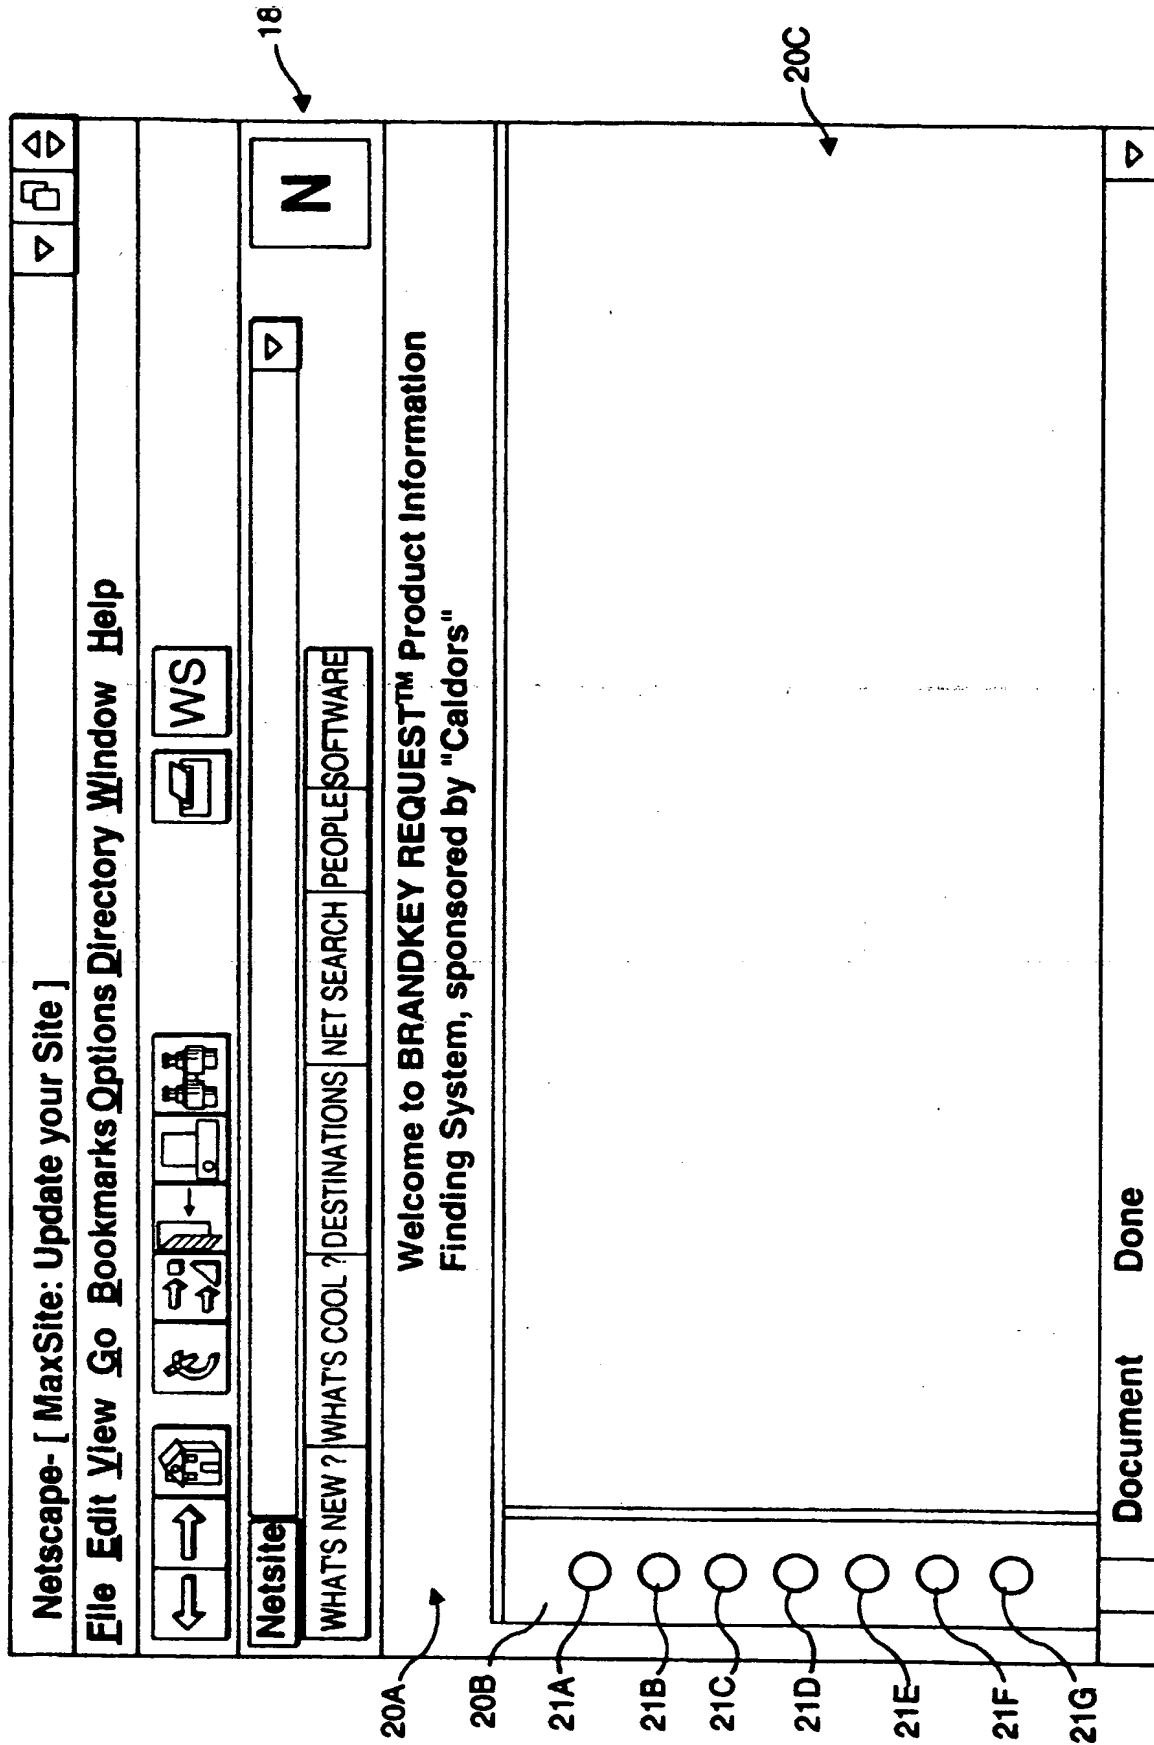 Netscape- [ MaxSite: Update your Site ]
File Edit View Go Bookmarks Options Directory Window Help
WS
Netsite
N
18
WHAT'S NEW ? WHAT'S COOL ? DESTINATIONS NET SEARCH PEOPLE SOFTWARE
Welcome to BRANDKEY REQUEST™ Product Information
Finding System, sponsored by "Caldors"
20A
20B
20C
21A
21B
21C
21D
21E
21F
21G
Document Done